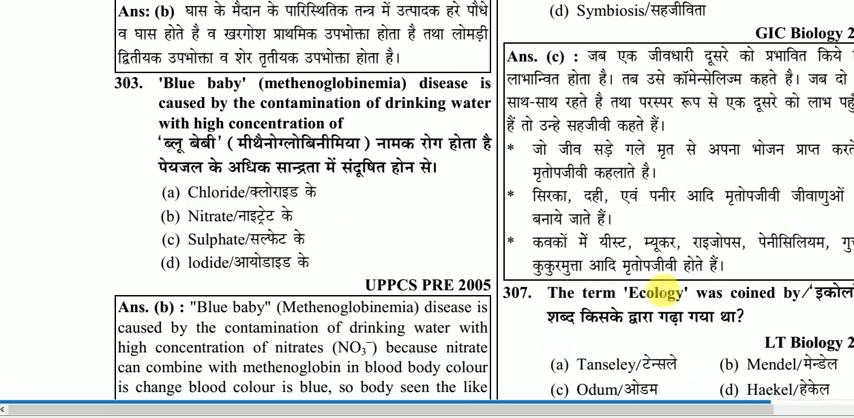 Ans: (b) घास के मैदान के पारिस्थितिक तन्त्र में उत्पादक हरे पौधे
व घास होते है व खरगोश प्राथमिक उपभोक्ता होता है तथा लोमड़ी
द्वितीयक उपभोक्ता व शेर तृतीयक उपभोक्ता होता है।
303. 'Blue baby' (methenoglobinemia) disease is
caused by the contamination of drinking water
with high concentration of
‘ब्लू बेबी’ (मीथैनोग्लोबिनीमिया) नामक रोग होता है
पेयजल के अधिक सान्द्रता में संदूषित होन से।
(a) Chloride/क्लोराइड के
(b) Nitrate/नाइट्रेट के
(c) Sulphate/सल्फेट के
(d) lodide/आयोडाइड के
UPPCS PRE 2005
Ans. (b) : "Blue baby" (Methenoglobinemia) disease is
caused by the contamination of drinking water with
high concentration of nitrates (NO₃⁻) because nitrate
can combine with methenoglobin in blood body colour
is change blood colour is blue, so body seen the like
(d) Symbiosis/सहजीविता
GIC Biology 2
Ans. (c) : जब एक जीवधारी दूसरे को प्रभावित किये
लाभान्वित होता है। तब उसे कॉमेन्सेलिज्म कहते है। जब दो
साथ-साथ रहते है तथा परस्पर रूप से एक दूसरे को लाभ
हैं तो उन्हे सहजीवी कहते हैं।
* जो जीव सड़े गले मृत से अपना भोजन प्राप्त
मृतोपजीवी कहलाते है।
* सिरका, दही, एवं पनीर आदि मृतोपजीवी जीवाणुओं
बनाये जाते हैं।
* कवकों में यीस्ट, म्यूकर, राइजोपस, पेनीसिलियम,
कुकुरमुत्ता आदि मृतोपजीवी होते हैं।
307. The term 'Ecology' was coined by/‘इकोल
शब्द किसके द्वारा गढ़ा गया था?
LT Biology 2
(a) Tanseley/टेन्सले (b) Mendel/मेन्डेल
(c) Odum/ओडम (d) Haekel/हेकेल